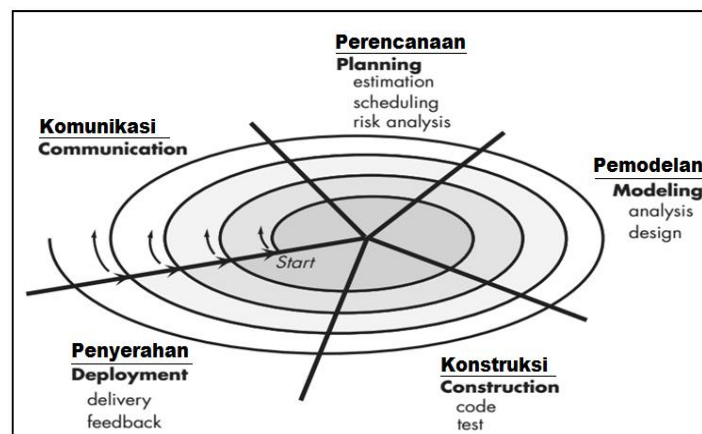 Perencanaan
Planning
estimation
scheduling
risk analysis
Komunikasi
Communication
Pemodelan
Modeling
analysis
design
Start
Penyerahan
Deployment
delivery
feedback
Konstruksi
Construction
code
test